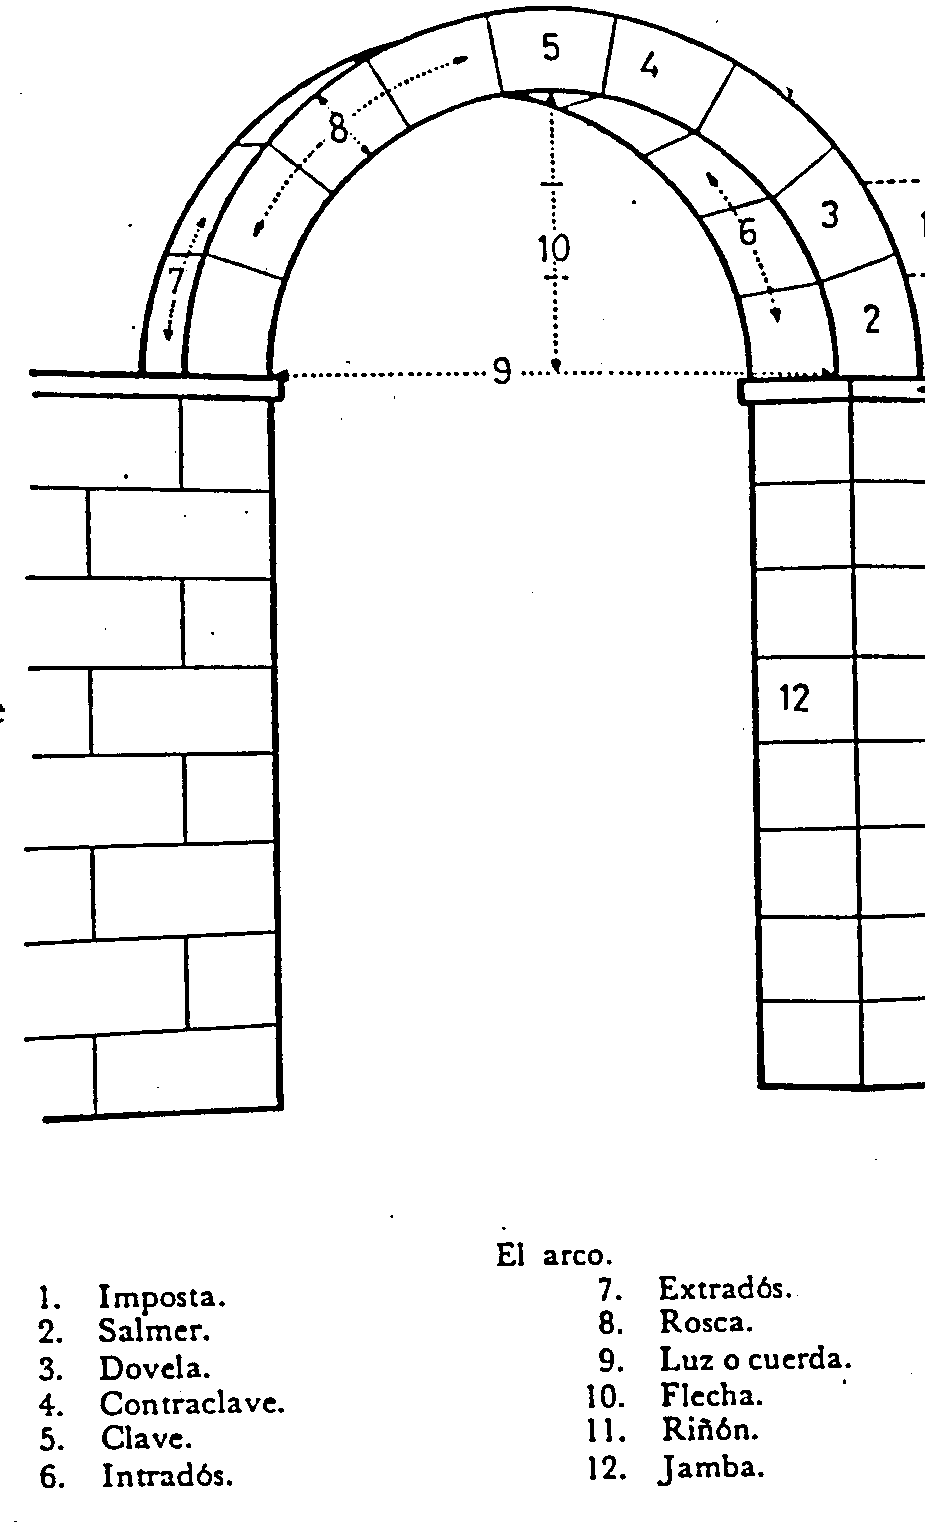 5
4
8
3
6
10
7
2
9
12
El arco.
1. Imposta.
2. Salmer.
3. Dovela.
4. Contraclave.
5. Clave.
6. Intradós.
7. Extradós.
8. Rosca.
9. Luz o cuerda.
10. Flecha.
11. Riñón.
12. Jamba.